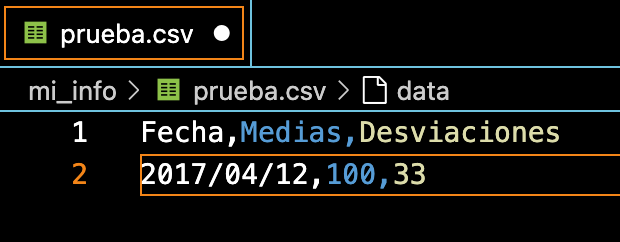 prueba.csv
mi_info > prueba.csv > data
1 Fecha,Medias,Desviaciones
2 2017/04/12,100,33